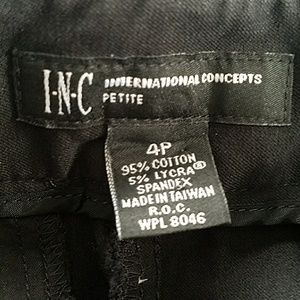 I·N·C INTERNATIONAL CONCEPTS
PETITE
4P
95% COTTON
5% LYCRA®
SPANDEX
MADE IN TAIWAN
R.O.C.
WPL 8046